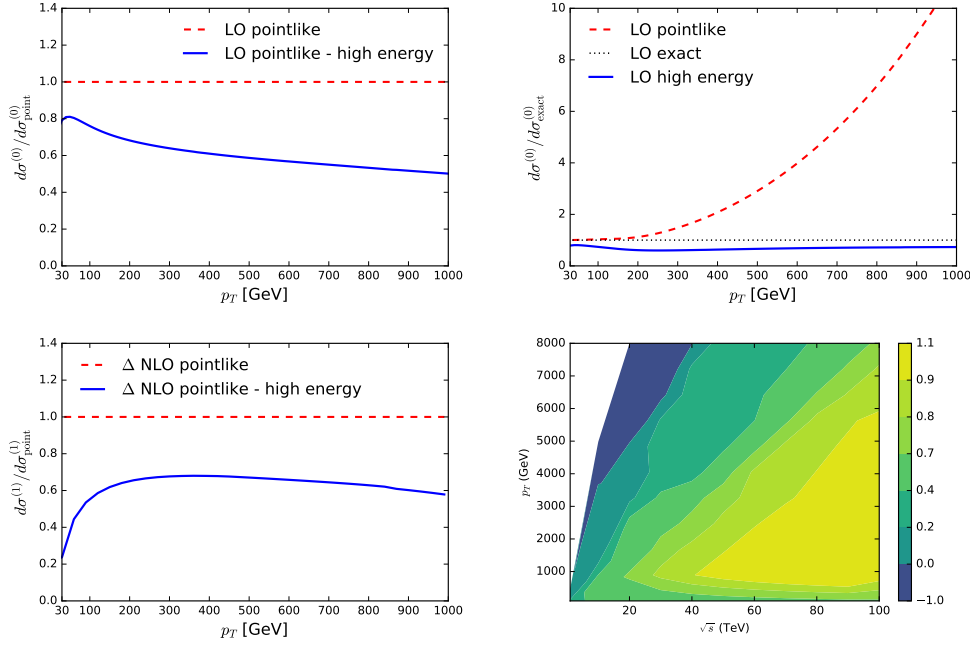 1.4
1.2
1.0
0.8
0.6
0.4
0.2
0.0
dσ^(0)/dσ^(0)_point
LO pointlike
LO pointlike - high energy
30 100 200 300 400 500 600 700 800 900 1000
p_T [GeV]
10
8
6
4
2
0
dσ^(0)/dσ^(0)_exact
LO pointlike
LO exact
LO high energy
30 100 200 300 400 500 600 700 800 900 1000
p_T [GeV]
1.4
1.2
1.0
0.8
0.6
0.4
0.2
0.0
dσ^(1)/dσ^(1)_point
Δ NLO pointlike
Δ NLO pointlike - high energy
30 100 200 300 400 500 600 700 800 900 1000
p_T [GeV]
8000
7000
6000
5000
4000
3000
2000
1000
p_T (GeV)
20 40 60 80 100
√s (TeV)
1.1
0.9
0.8
0.7
0.4
0.2
0.0
−1.0